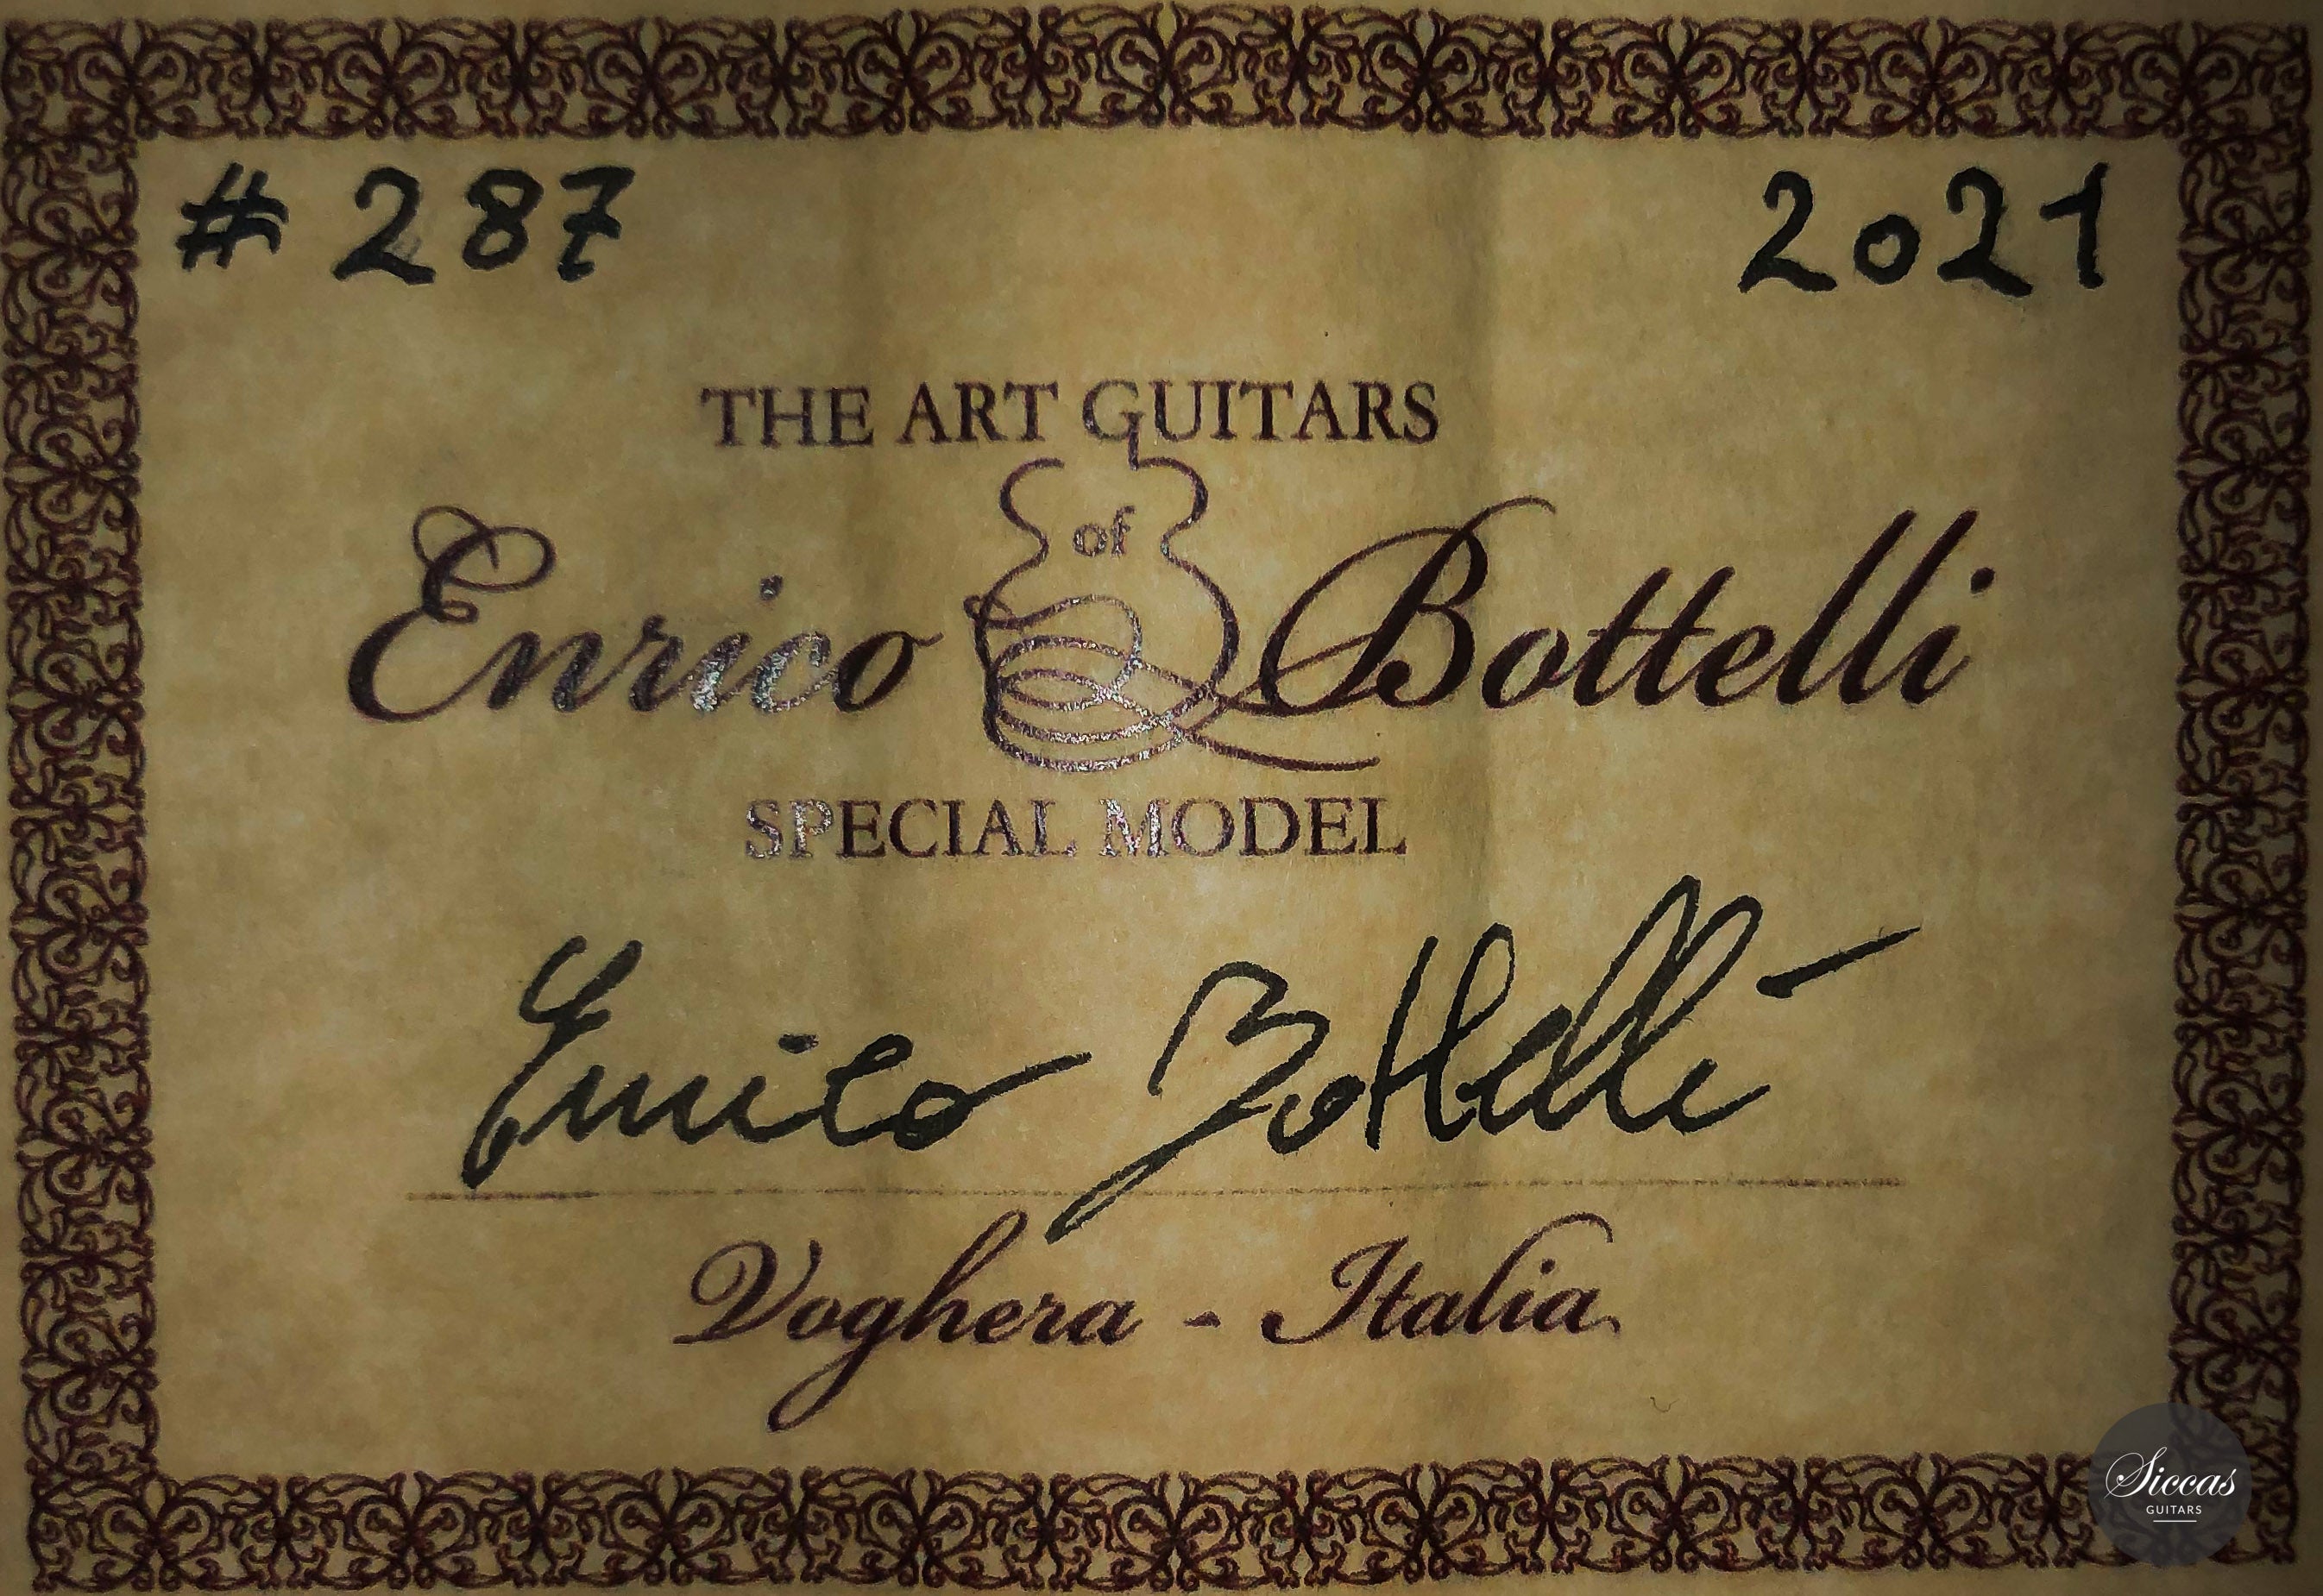 # 287 2021
THE ART GUITARS
Enrico of Bottelli
SPECIAL MODEL
Enrico Bottelli
Voghera - Italia
Siccas
GUITARS